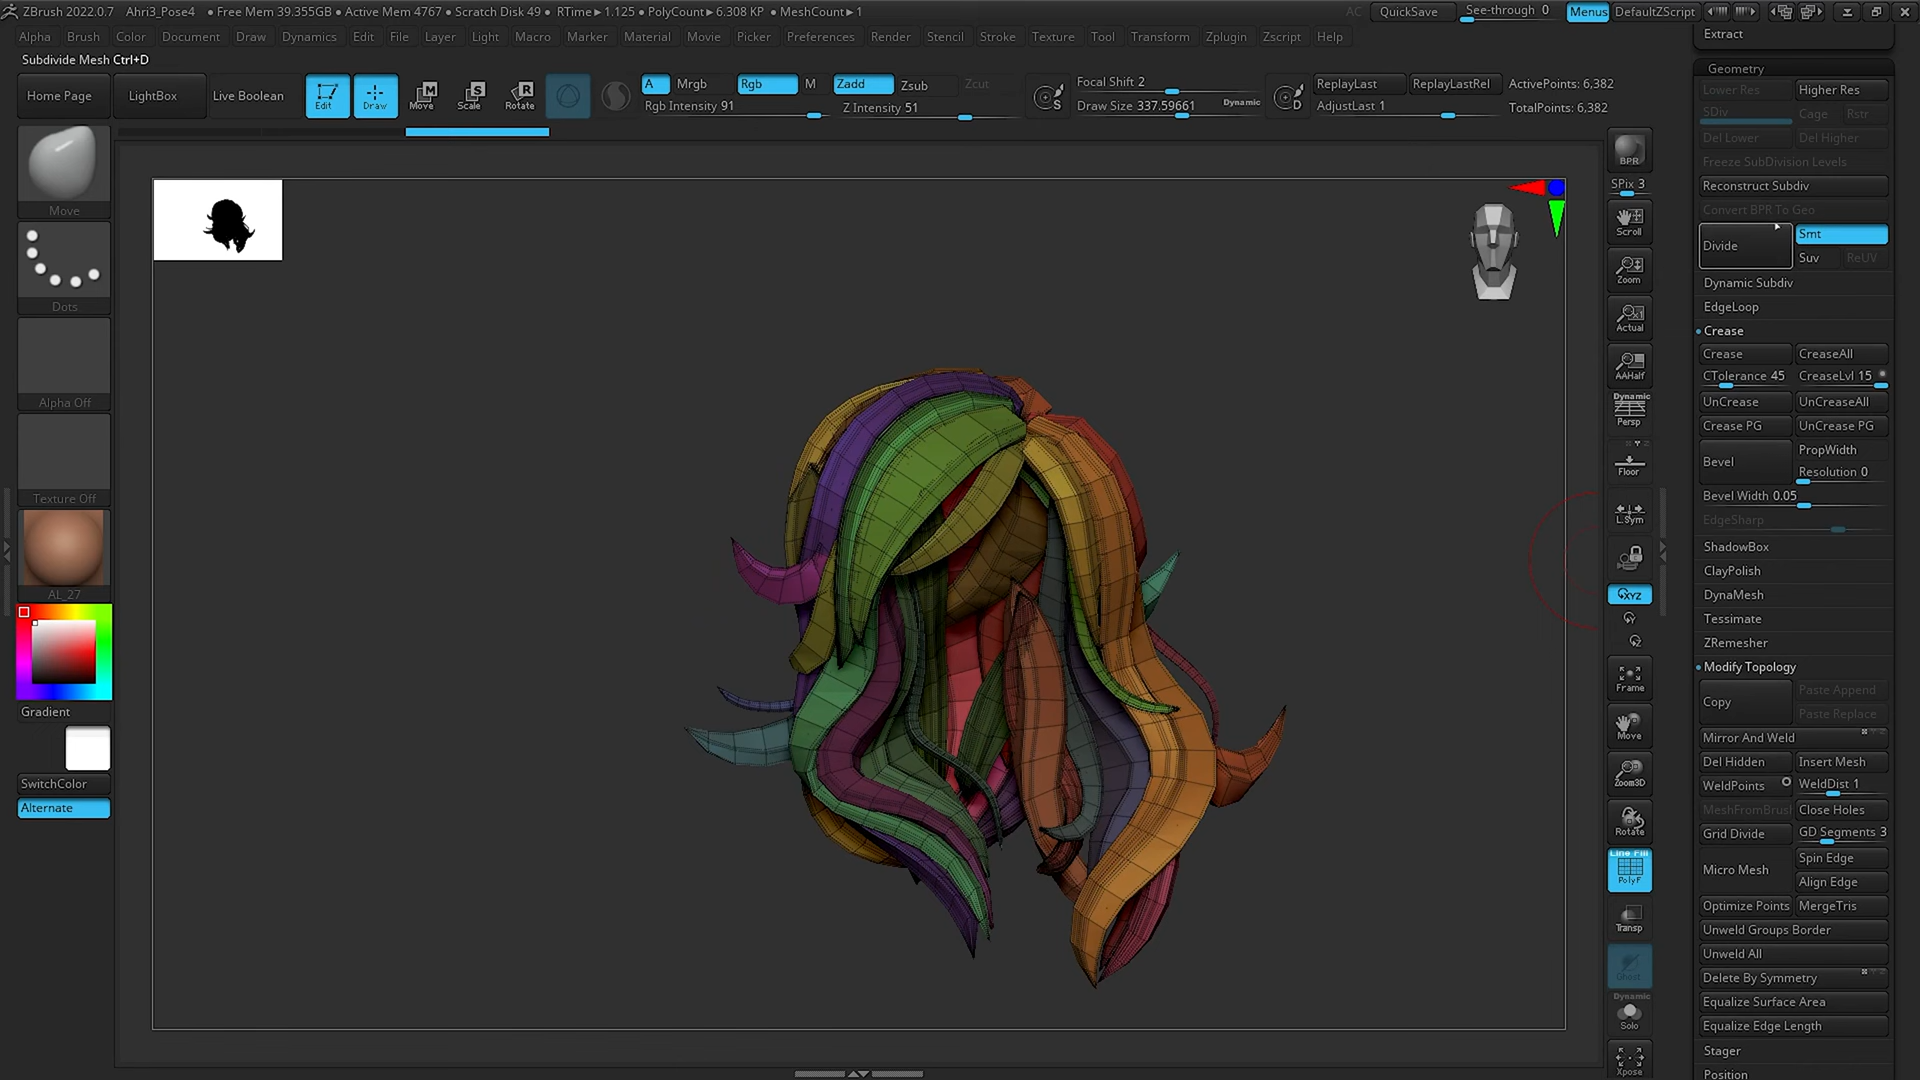 ZBrush 2022.0.7 Ahri3_Pose4 • Free Mem 39.355GB • Active Mem 4767 • Scratch Disk 49 • RTime▸1.125 • PolyCount▸6.308 KP • MeshCount▸1 AC QuickSave See-through 0 Menus DefaultZScript
Alpha Brush Color Document Draw Dynamics Edit File Layer Light Macro Marker Material Movie Picker Preferences Render Stencil Stroke Texture Tool Transform Zplugin Zscript Help
Subdivide Mesh Ctrl+D
Home Page LightBox Live Boolean Edit Draw Move Scale Rotate
M S R
A Mrgb Rgb M Zadd Zsub Zcut
Rgb Intensity 91 Z Intensity 51
S Focal Shift 2
Draw Size 337.59661 Dynamic
D ReplayLast ReplayLastRel ActivePoints: 6,382
AdjustLast 1 TotalPoints: 6,382
Move
Dots
Alpha Off
Texture Off
AL_27
Gradient
SwitchColor
Alternate
BPR
SPix 3
Scroll
Zoom
Actual
AAHalf
Dynamic
Persp
Floor
L.Sym
XYZ
Y
Z
Frame
Move
Zoom3D
Rotate
Line Fill
PolyF
Transp
Ghost
Dynamic
Solo
Xpose
Extract
Geometry
Lower Res Higher Res
SDiv Cage Rstr
Del Lower Del Higher
Freeze SubDivision Levels
Reconstruct Subdiv
Convert BPR To Geo
Divide Smt
Suv ReUV
Dynamic Subdiv
EdgeLoop
Crease
Crease CreaseAll
CTolerance 45 CreaseLvl 15
UnCrease UnCreaseAll
Crease PG UnCrease PG
Bevel PropWidth
Resolution 0
Bevel Width 0.05
EdgeSharp
ShadowBox
ClayPolish
DynaMesh
Tessimate
ZRemesher
Modify Topology
Copy Paste Append
Paste Replace
Mirror And Weld
Del Hidden Insert Mesh
WeldPoints WeldDist 1
MeshFromBrush Close Holes
Grid Divide GD Segments 3
Micro Mesh Spin Edge
Align Edge
Optimize Points MergeTris
Unweld Groups Border
Unweld All
Delete By Symmetry
Equalize Surface Area
Equalize Edge Length
Stager
Position